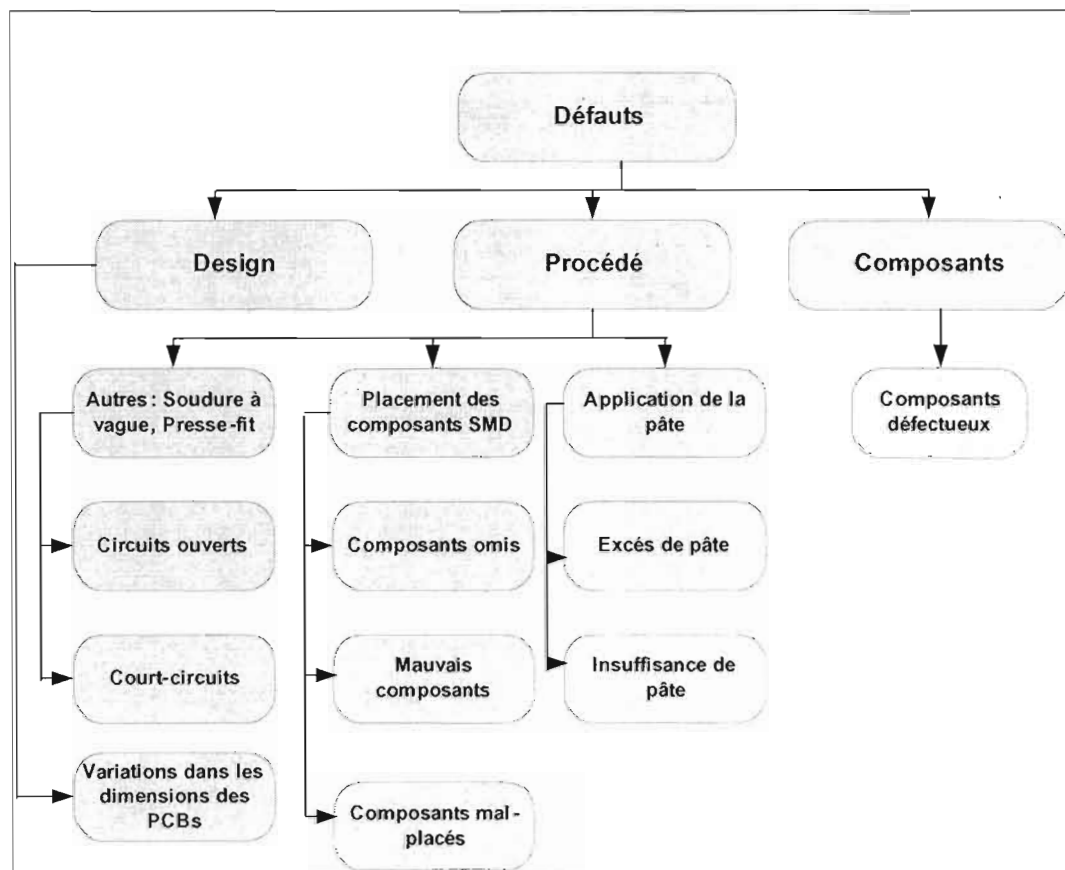 Défauts
Design
Procédé
Composants
Autres : Soudure à
vague, Presse-fit
Placement des
composants SMD
Application de la
pâte
Composants
défectueux
Circuits ouverts
Composants omis
Excés de pâte
Court-circuits
Mauvais
composants
Insuffisance de
pâte
Variations dans les
dimensions des
PCBs
Composants mal-
placés